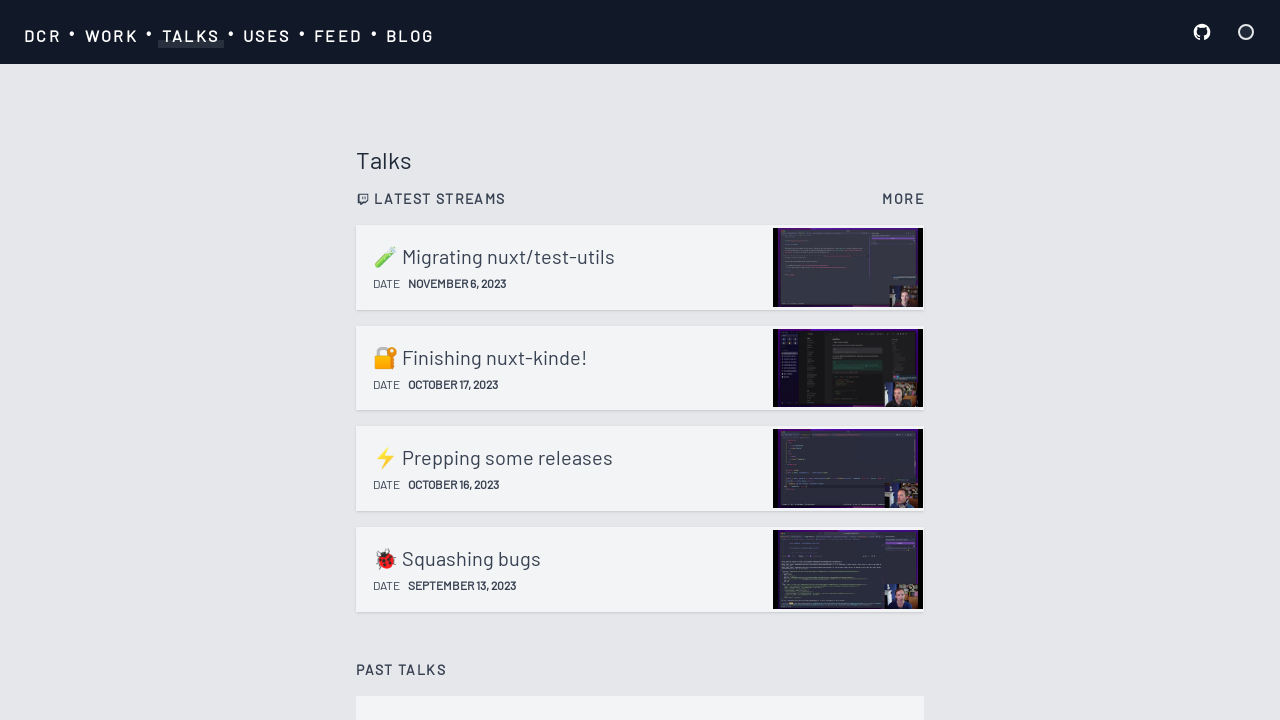 DCR • WORK • TALKS • USES • FEED • BLOG
Talks
LATEST STREAMS
MORE
🧪 Migrating nuxt/test-utils
DATE NOVEMBER 6, 2023
🔐 Finishing nuxt-kinde!
DATE OCTOBER 17, 2023
⚡️ Prepping some releases
DATE OCTOBER 16, 2023
🐞 Squashing bugs
DATE SEPTEMBER 13, 2023
PAST TALKS